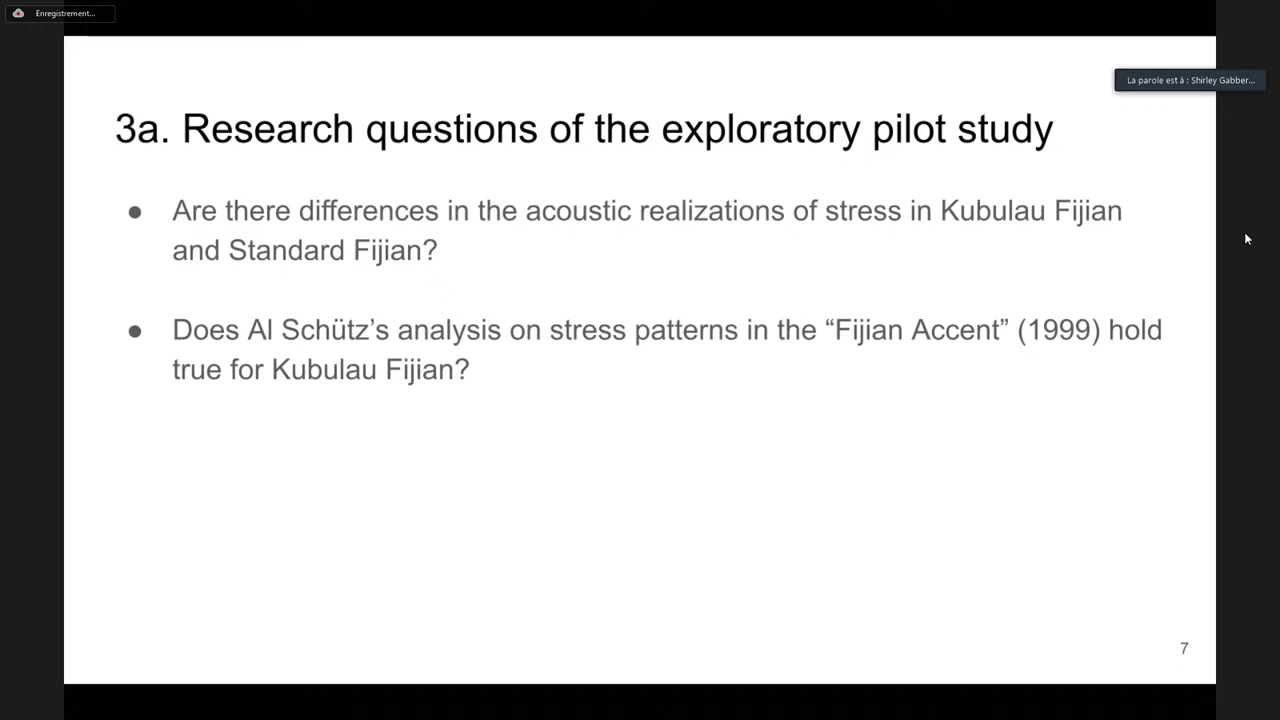 Enregistrement...
La parole est à : Shirley Gabber...
3a. Research questions of the exploratory pilot study
● Are there differences in the acoustic realizations of stress in Kubulau Fijian
and Standard Fijian?
● Does Al Schütz’s analysis on stress patterns in the “Fijian Accent” (1999) hold
true for Kubulau Fijian?
7